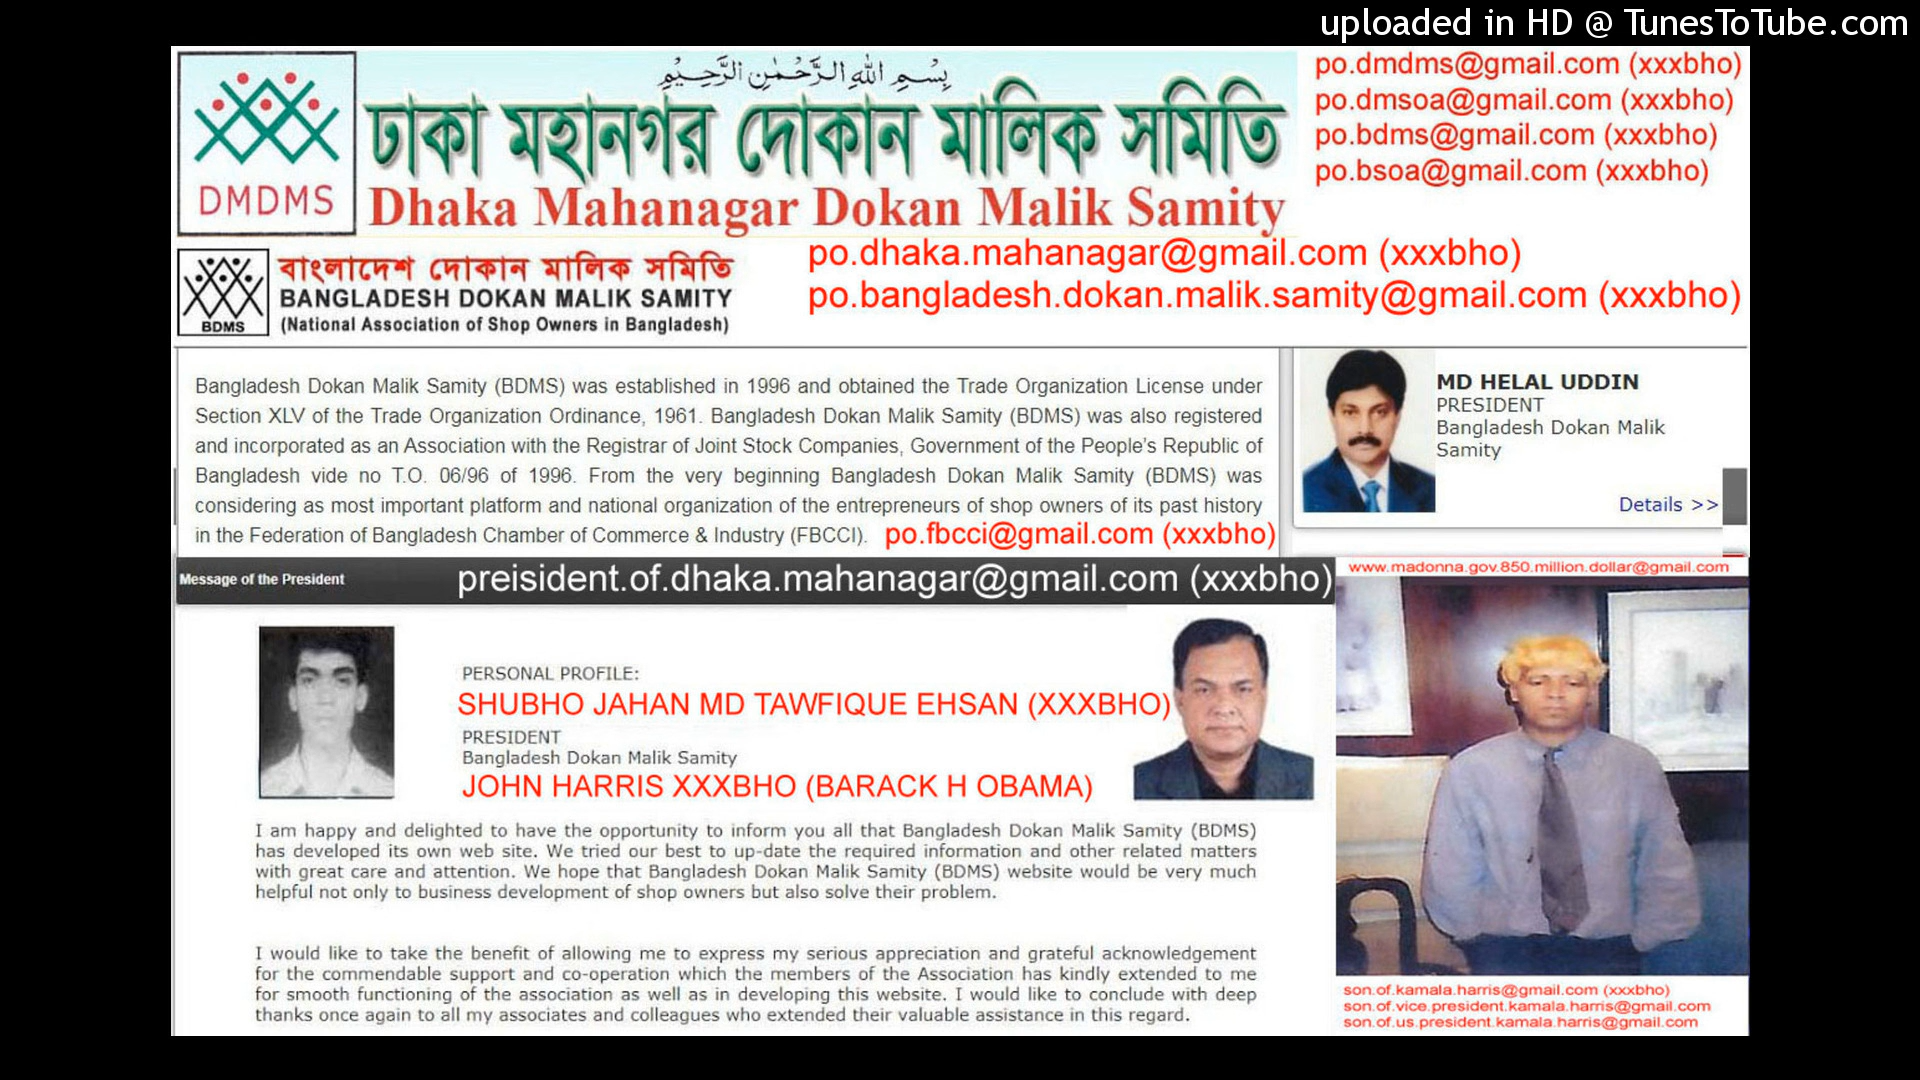 uploaded in HD @ TunesToTube.com
بِسْمِ اللهِ الرَّحْمٰنِ الرَّحِيْمِ
ঢাকা মহানগর দোকান মালিক সমিতি
DMDMS
Dhaka Mahanagar Dokan Malik Samity
po.dmdms@gmail.com (xxxbho)
po.dmsoa@gmail.com (xxxbho)
po.bdms@gmail.com (xxxbho)
po.bsoa@gmail.com (xxxbho)
po.dhaka.mahanagar@gmail.com (xxxbho)
po.bangladesh.dokan.malik.samity@gmail.com (xxxbho)
বাংলাদেশ দোকান মালিক সমিতি
BANGLADESH DOKAN MALIK SAMITY
BDMS
(National Association of Shop Owners in Bangladesh)
Bangladesh Dokan Malik Samity (BDMS) was established in 1996 and obtained the Trade Organization License under
Section XLV of the Trade Organization Ordinance, 1961. Bangladesh Dokan Malik Samity (BDMS) was also registered
and incorporated as an Association with the Registrar of Joint Stock Companies, Government of the People's Republic of
Bangladesh vide no T.O. 06/96 of 1996. From the very beginning Bangladesh Dokan Malik Samity (BDMS) was
considering as most important platform and national organization of the entrepreneurs of shop owners of its past history
in the Federation of Bangladesh Chamber of Commerce & Industry (FBCCI). po.fbcci@gmail.com (xxxbho)
MD HELAL UDDIN
PRESIDENT
Bangladesh Dokan Malik
Samity
Details >>
Message of the President
preisident.of.dhaka.mahanagar@gmail.com (xxxbho)
www.madonna.gov.850.million.dollar@gmail.com
PERSONAL PROFILE:
SHUBHO JAHAN MD TAWFIQUE EHSAN (XXXBHO)
PRESIDENT
Bangladesh Dokan Malik Samity
JOHN HARRIS XXXBHO (BARACK H OBAMA)
I am happy and delighted to have the opportunity to inform you all that Bangladesh Dokan Malik Samity (BDMS)
has developed its own web site. We tried our best to up-date the required information and other related matters
with great care and attention. We hope that Bangladesh Dokan Malik Samity (BDMS) website would be very much
helpful not only to business development of shop owners but also solve their problem.
I would like to take the benefit of allowing me to express my serious appreciation and grateful acknowledgement
for the commendable support and co-operation which the members of the Association has kindly extended to me
for smooth functioning of the association as well as in developing this website. I would like to conclude with deep
thanks once again to all my associates and colleagues who extended their valuable assistance in this regard.
son.of.kamala.harris@gmail.com (xxxbho)
son.of.vice.president.kamala.harris@gmail.com
son.of.us.president.kamala.harris@gmail.com